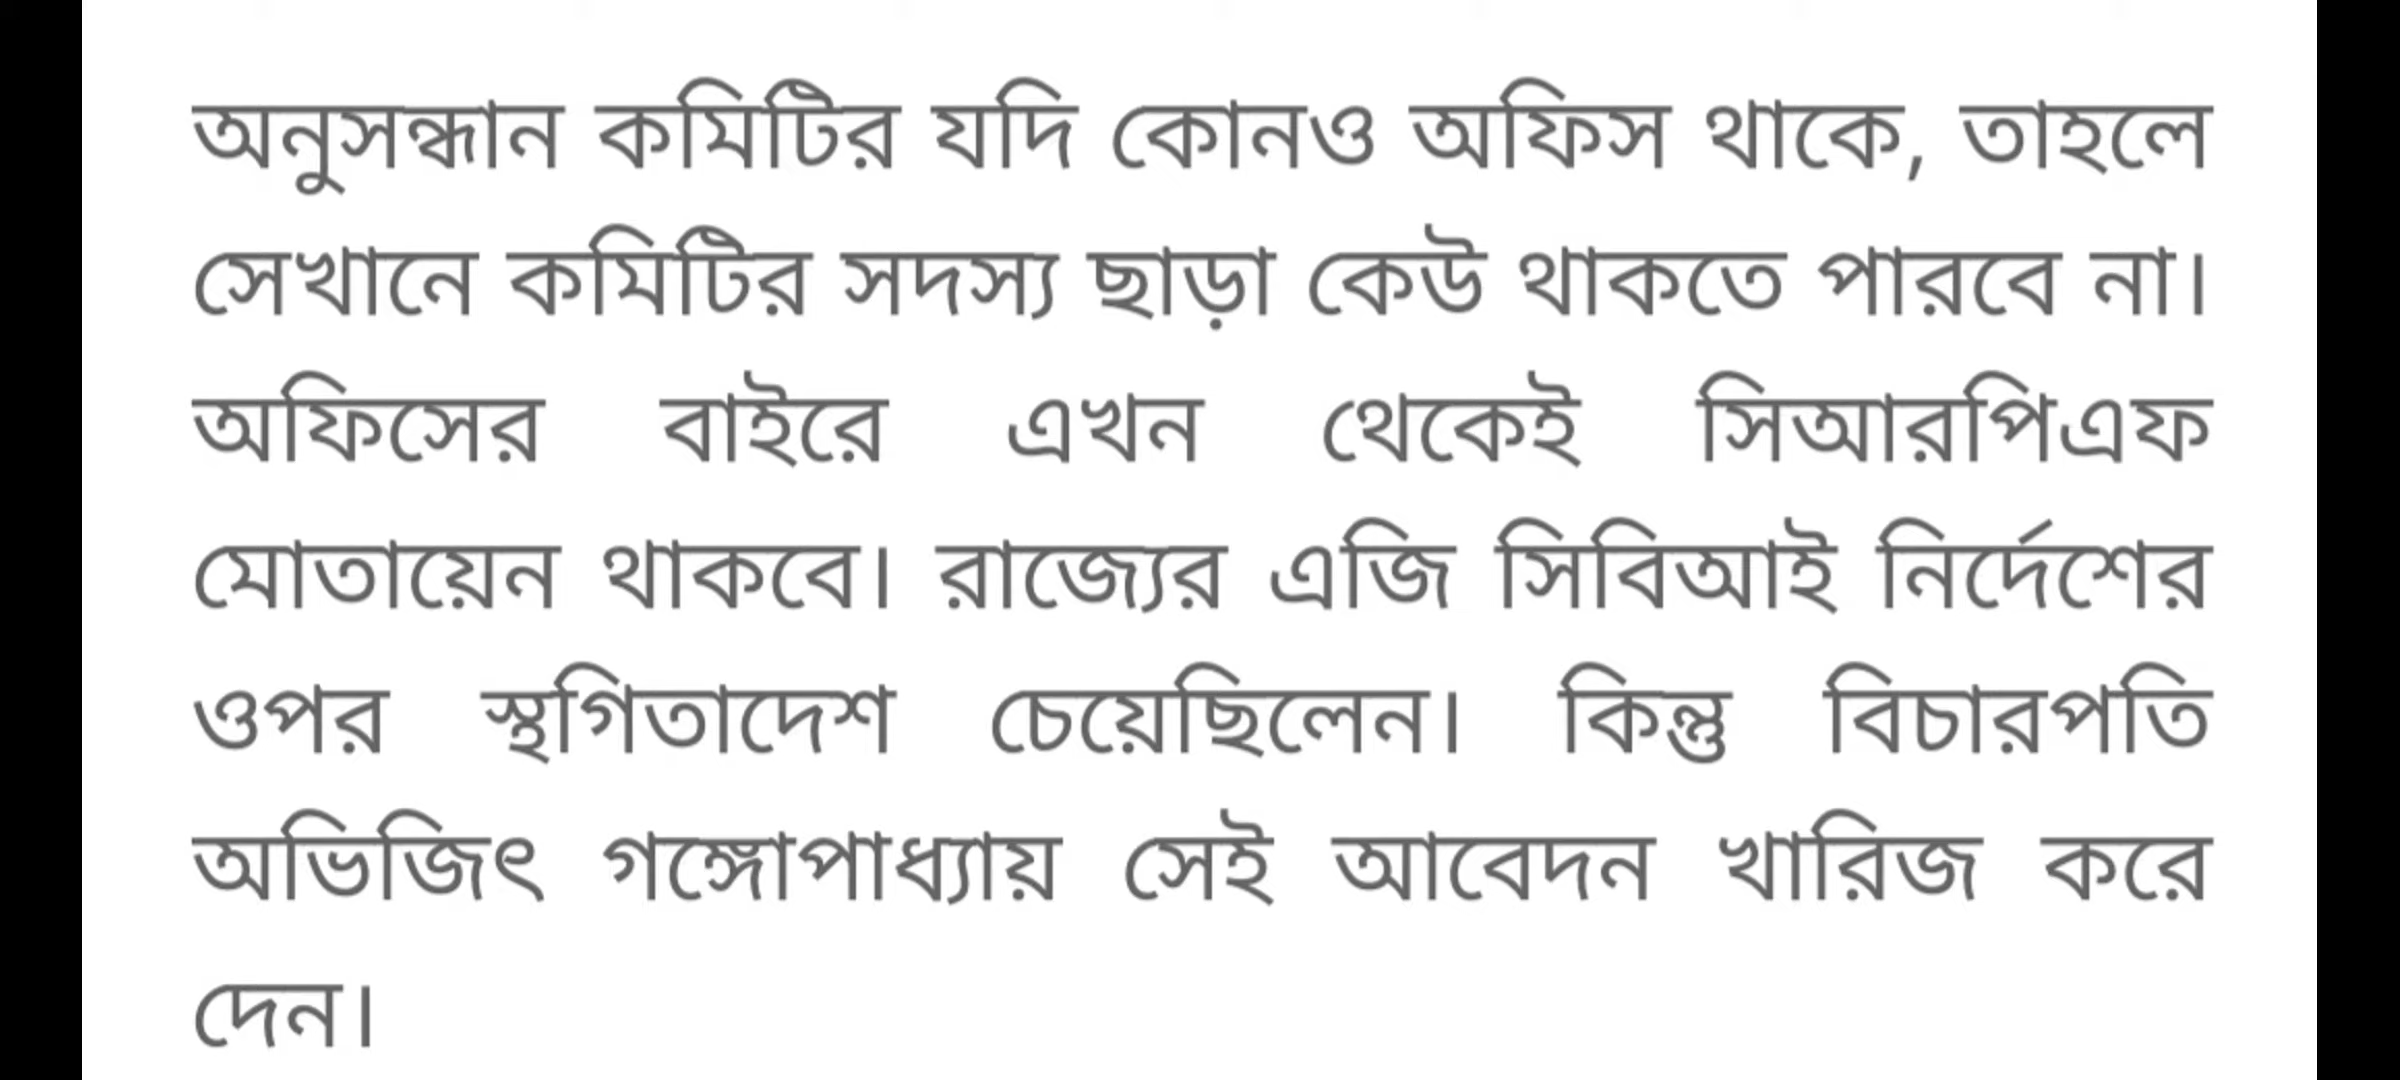 অনুসন্ধান কমিটির যদি কোনও অফিস থাকে, তাহলে
সেখানে কমিটির সদস্য ছাড়া কেউ থাকতে পারবে না।
অফিসের বাইরে এখন থেকেই সিআরপিএফ
মোতায়েন থাকবে। রাজ্যের এজি সিবিআই নির্দেশের
ওপর স্থগিতাদেশ চেয়েছিলেন। কিন্তু বিচারপতি
অভিজিৎ গঙ্গোপাধ্যায় সেই আবেদন খারিজ করে
দেন।